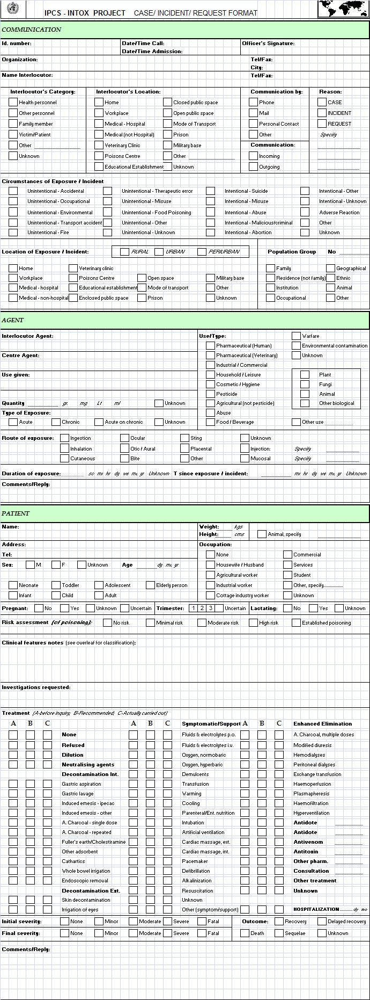 IPCS - INTOX PROJECT CASE/ INCIDENT/ REQUEST FORMAT
COMMUNICATION
Id. number: Date/Time Call: Officer's Signature:
Date/Time Admission:
Organization: Tel/Fax:
City:
Name Interlocutor: Tel/Fax:
Interlocutor's Category: Interlocutor's Location: Communication by: Reason:
Health personnel Home Closed public space Phone CASE
Other personnel Workplace Open public space Mail INCIDENT
Family member Medical - Hospital Mode of Transport Personal Contact REQUEST
Victim/Patient Medical (not Hospital) Prison Other Specify
Other Veterinary Clinic Military base Communication:
Unknown Poisons Centre Other Incoming
Educational Establishment Unknown Outgoing
Circumstances of Exposure / Incident
Unintentional - Accidental Unintentional - Therapeutic error Intentional - Suicide Intentional - Other
Unintentional - Occupational Unintentional - Misuse Intentional - Misuse Intentional - Unknown
Unintentional - Environmental Unintentional - Food Poisoning Intentional - Abuse Adverse Reaction
Unintentional - Transport accident Unintentional - Other Intentional - Malicious/criminal Other
Unintentional - Fire Unintentional - Unknown Intentional - Abortion Unknown
Location of Exposure / Incident: RURAL URBAN PERIURBAN Population Group No
Home Veterinary clinic Family Geographical
Workplace Poisons Centre Open space Military base Residence (not family) Ethnic
Medical - hospital Educational establishment Mode of transport Other Institution Animal
Medical - non-hospital Enclosed public space Prison Unknown Occupational Other
AGENT
Interlocutor Agent: Use/Type: Warfare
Pharmaceutical (Human) Environmental contamination
Centre Agent: Pharmaceutical (Veterinary) Unknown
Industrial / Commercial
Use given: Household / Leisure Plant
Cosmetic / Hygiene Fungi
Pesticide Animal
Quantity gr. mg Lt ml Unknown Agricultural (not pesticide) Other biological
Type of Exposure: Abuse
Acute Chronic Acute on chronic Unknown Food / Beverage Other use
Route of exposure: Ingestion Ocular Sting Unknown
Inhalation Otic / Aural Placental Injection: Specify
Cutaneous Bite Other Mucosal Specify
Duration of exposure: sc mi hr dy we mc yr Unknown T since exposure / incident: mi hr dy we mc yr Unknown
Comments/Reply:
PATIENT
Name: Weight: kgs
Height: cms Animal, specify
Address: Occupation:
Tel: None Commercial
Sex: M F Unknown Age dy mc yr Housewife / Husband Services
Agricultural worker Student
Neonate Toddler Adolescent Elderly person Industrial worker Other, specify
Infant Child Adult Cottage industry worker Unknown
Pregnant: No Yes Unknown Uncertain Trimester: 1 2 3 Uncertain Lactating: No Yes Unknown
Risk assessment (of poisoning): No risk Minimal risk Moderate risk High risk Established poisoning
Clinical features notes (see overleaf for classification):
Investigations requested:
Treatment (A-before inquiry; B-Recommended; C-Actually carried out)
A B C A B C Symptomatic/Support A B C Enhanced Elimination
None Fluids & electrolytes p.o. A. Charcoal, multiple doses
Refused Fluids & electrolytes i.v. Modified diuresis
Dilution Oxygen, normobaric Hemodialyses
Neutralising agents Oxygen, hyperbaric Peritoneal dialyses
Decontamination Int. Demulcents Exchange transfusion
Gastric aspiration Transfusion Haemoperfusion
Gastric lavage Warming Plasmapheresis
Induced emesis - ipecac Cooling Haemofiltration
Induced emesis - other Parenteral/Ent. nutrition Hyperventilation
A. Charcoal - single dose Intubation Antidote
A. Charcoal - repeated Artificial ventilation Antidote
Fuller's earth/Cholestiramine Cardiac massage, ext. Antivenom
Other adsorbent Cardiac massage, int. Antitoxin
Cathartics Pacemaker Other pharm.
Whole bowel irrigation Defibrillation Consultation
Endoscopic removal Alkalinization Other treatment
Decontamination Ext. Resuscitation Unknown
Skin decontamination Unknown
Irrigation of eyes Other (symptom/support) HOSPITALIZATION dy mo
Initial severity: None Minor Moderate Severe Fatal Outcome: Recovery Delayed recovery
Final severity: None Minor Moderate Severe Fatal Death Sequelae Unknown
Comments/Reply: